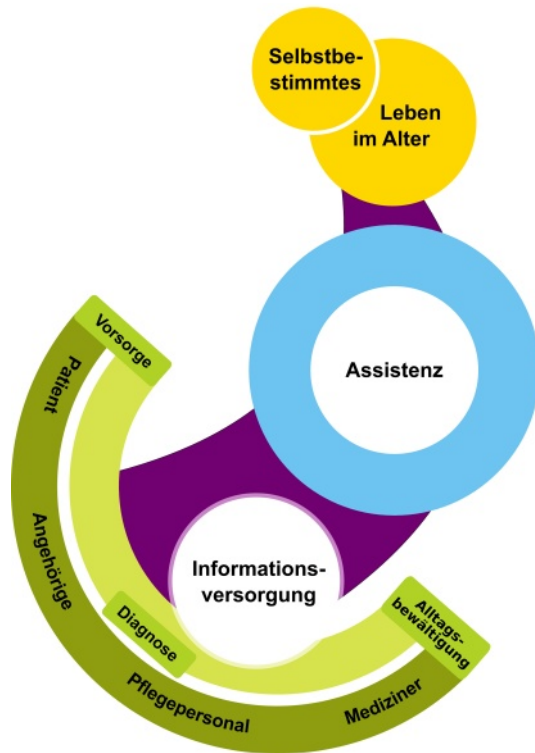 Selbstbe-
stimmtes
Leben
im Alter
Assistenz
Vorsorge
Patient
Angehörige
Informations-
versorgung
Diagnose
Alltags-
bewältigung
Pflegepersonal
Mediziner